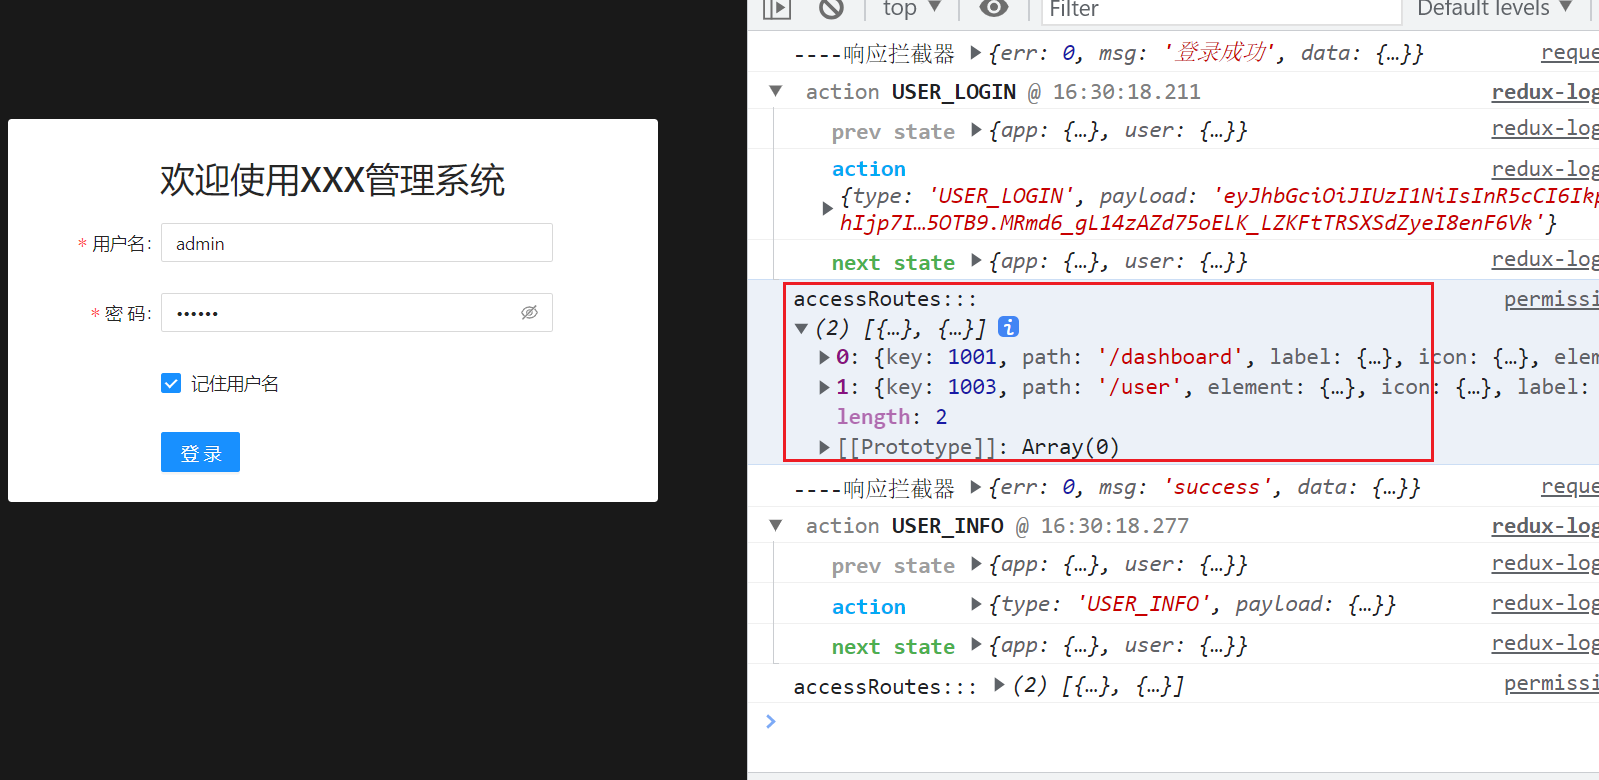 欢迎使用XXX管理系统
* 用户名: admin
* 密 码: ••••••
记住用户名
登 录
top ▼ Filter Default levels ▼
----响应拦截器 ▶{err: 0, msg: '登录成功', data: {…}} reque
▼ action USER_LOGIN @ 16:30:18.211 redux-log
prev state ▶{app: {…}, user: {…}} redux-log
action redux-log
▶{type: 'USER_LOGIN', payload: 'eyJhbGciOiJIUzI1NiIsInR5cCI6Ikp
hIjp7I…5OTB9.MRmd6_gL14zAZd75oELK_LZKFtTRSXSdZyeI8enF6Vk'}
next state ▶{app: {…}, user: {…}} redux-log
accessRoutes::: permissi
▼(2) [{…}, {…}] i
▶0: {key: 1001, path: '/dashboard', label: {…}, icon: {…}, elem
▶1: {key: 1003, path: '/user', element: {…}, icon: {…}, label:
length: 2
▶[[Prototype]]: Array(0)
----响应拦截器 ▶{err: 0, msg: 'success', data: {…}} reque
▼ action USER_INFO @ 16:30:18.277 redux-log
prev state ▶{app: {…}, user: {…}} redux-log
action ▶{type: 'USER_INFO', payload: {…}} redux-log
next state ▶{app: {…}, user: {…}} redux-log
accessRoutes::: ▶(2) [{…}, {…}] permissi
>